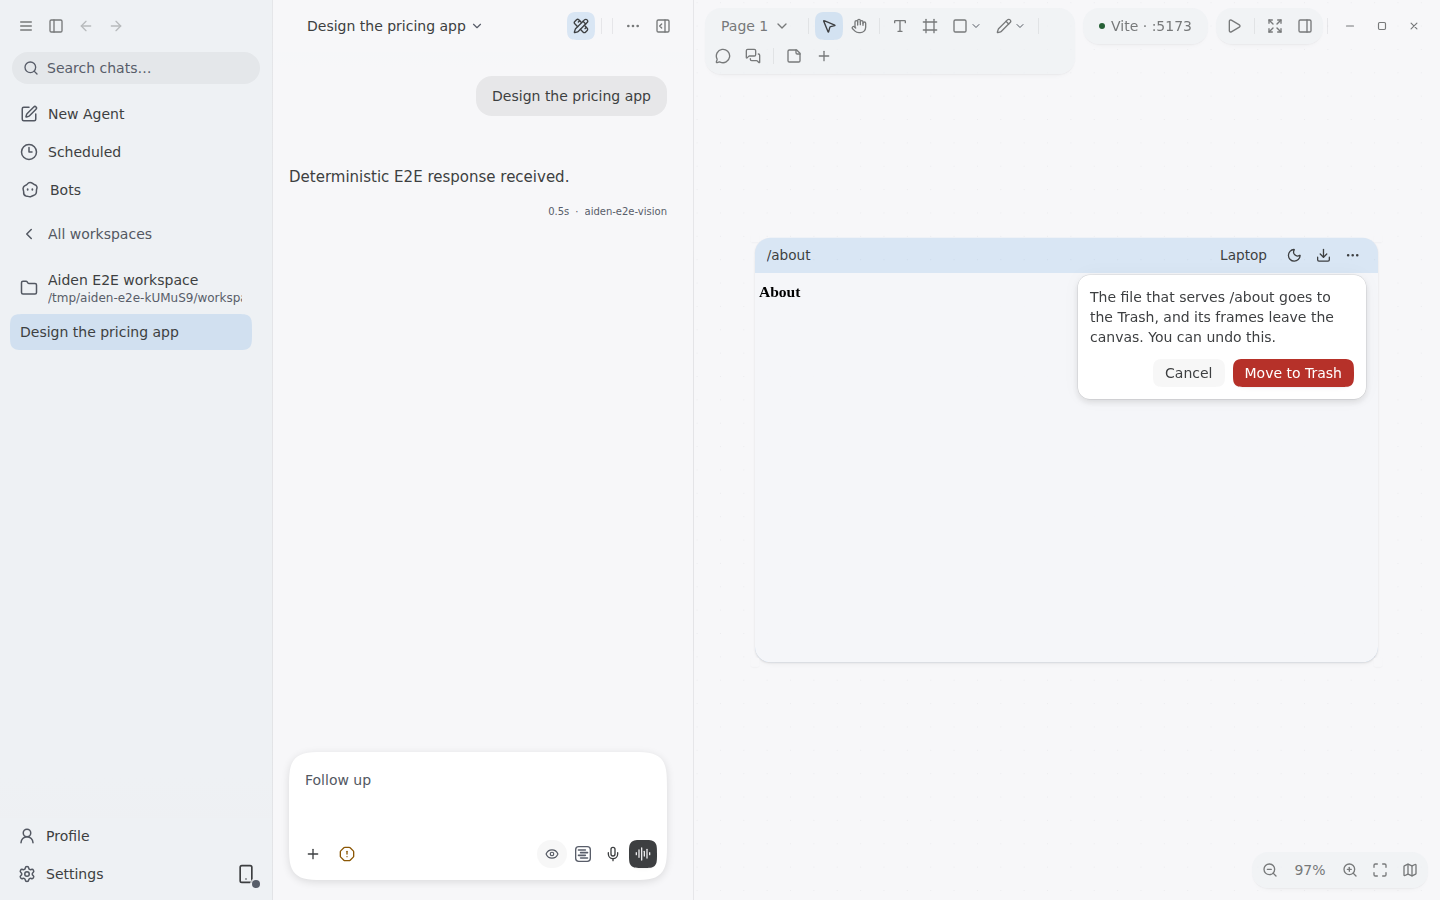 Design the pricing app
Page 1
Vite · :5173
Search chats...
Design the pricing app
New Agent
Scheduled
Deterministic E2E response received.
Bots
0.5s · aiden-e2e-vision
All workspaces
/about
Laptop
Aiden E2E workspace
/tmp/aiden-e2e-kUMuS9/workspa
About
The file that serves /about goes to
the Trash, and its frames leave the
canvas. You can undo this.
Design the pricing app
Cancel
Move to Trash
Follow up
Profile
Settings
97%